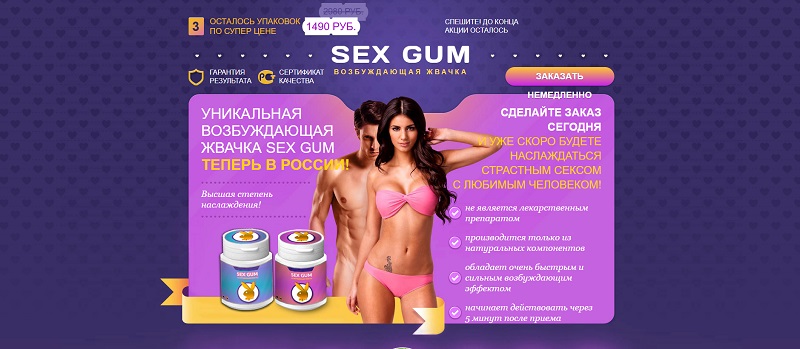 3
ОСТАЛОСЬ УПАКОВОК
ПО СУПЕР ЦЕНЕ
2980 РУБ.
1490 РУБ.
СПЕШИТЕ! ДО КОНЦА
АКЦИИ ОСТАЛОСЬ
SEX GUM
ВОЗБУЖДАЮЩАЯ ЖВАЧКА
ГАРАНТИЯ
РЕЗУЛЬТАТА
СЕРТИФИКАТ
КАЧЕСТВА
ЗАКАЗАТЬ
НЕМЕДЛЕННО
УНИКАЛЬНАЯ
ВОЗБУЖДАЮЩАЯ
ЖВАЧКА SEX GUM
ТЕПЕРЬ В РОССИИ!
Высшая степень
наслаждения!
SEX GUM
SEX GUM
СДЕЛАЙТЕ ЗАКАЗ
СЕГОДНЯ
И УЖЕ СКОРО БУДЕТЕ
НАСЛАЖДАТЬСЯ
СТРАСТНЫМ СЕКСОМ
С ЛЮБИМЫМ ЧЕЛОВЕКОМ!
не является лекарственным
препаратом
производится только из
натуральных компонентов
обладает очень быстрым и
сильным возбуждающим
эффектом
начинает действовать через
5 минут после приема